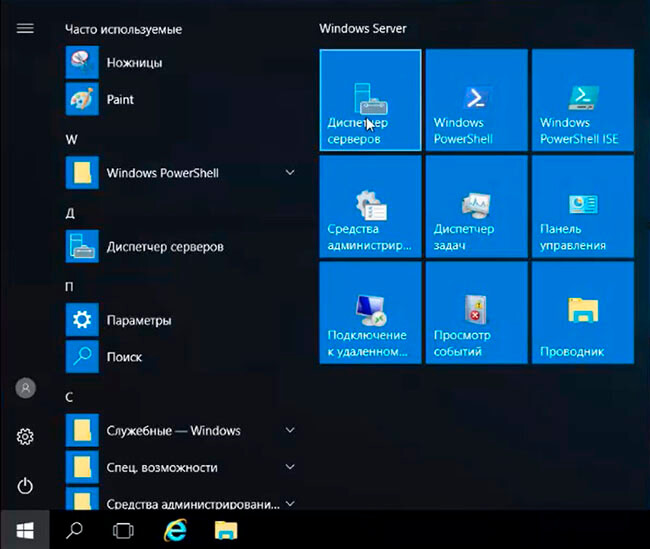 Часто используемые
Ножницы
Paint
W
Windows PowerShell
Д
Диспетчер серверов
П
Параметры
Поиск
С
Служебные — Windows
Спец. возможности
Средства администрировани...
Windows Server
Диспетчер
серверов
Windows
PowerShell
Windows
PowerShell ISE
Средства
администрир...
Диспетчер
задач
Панель
управления
Подключение
к удаленном...
Просмотр
событий
Проводник